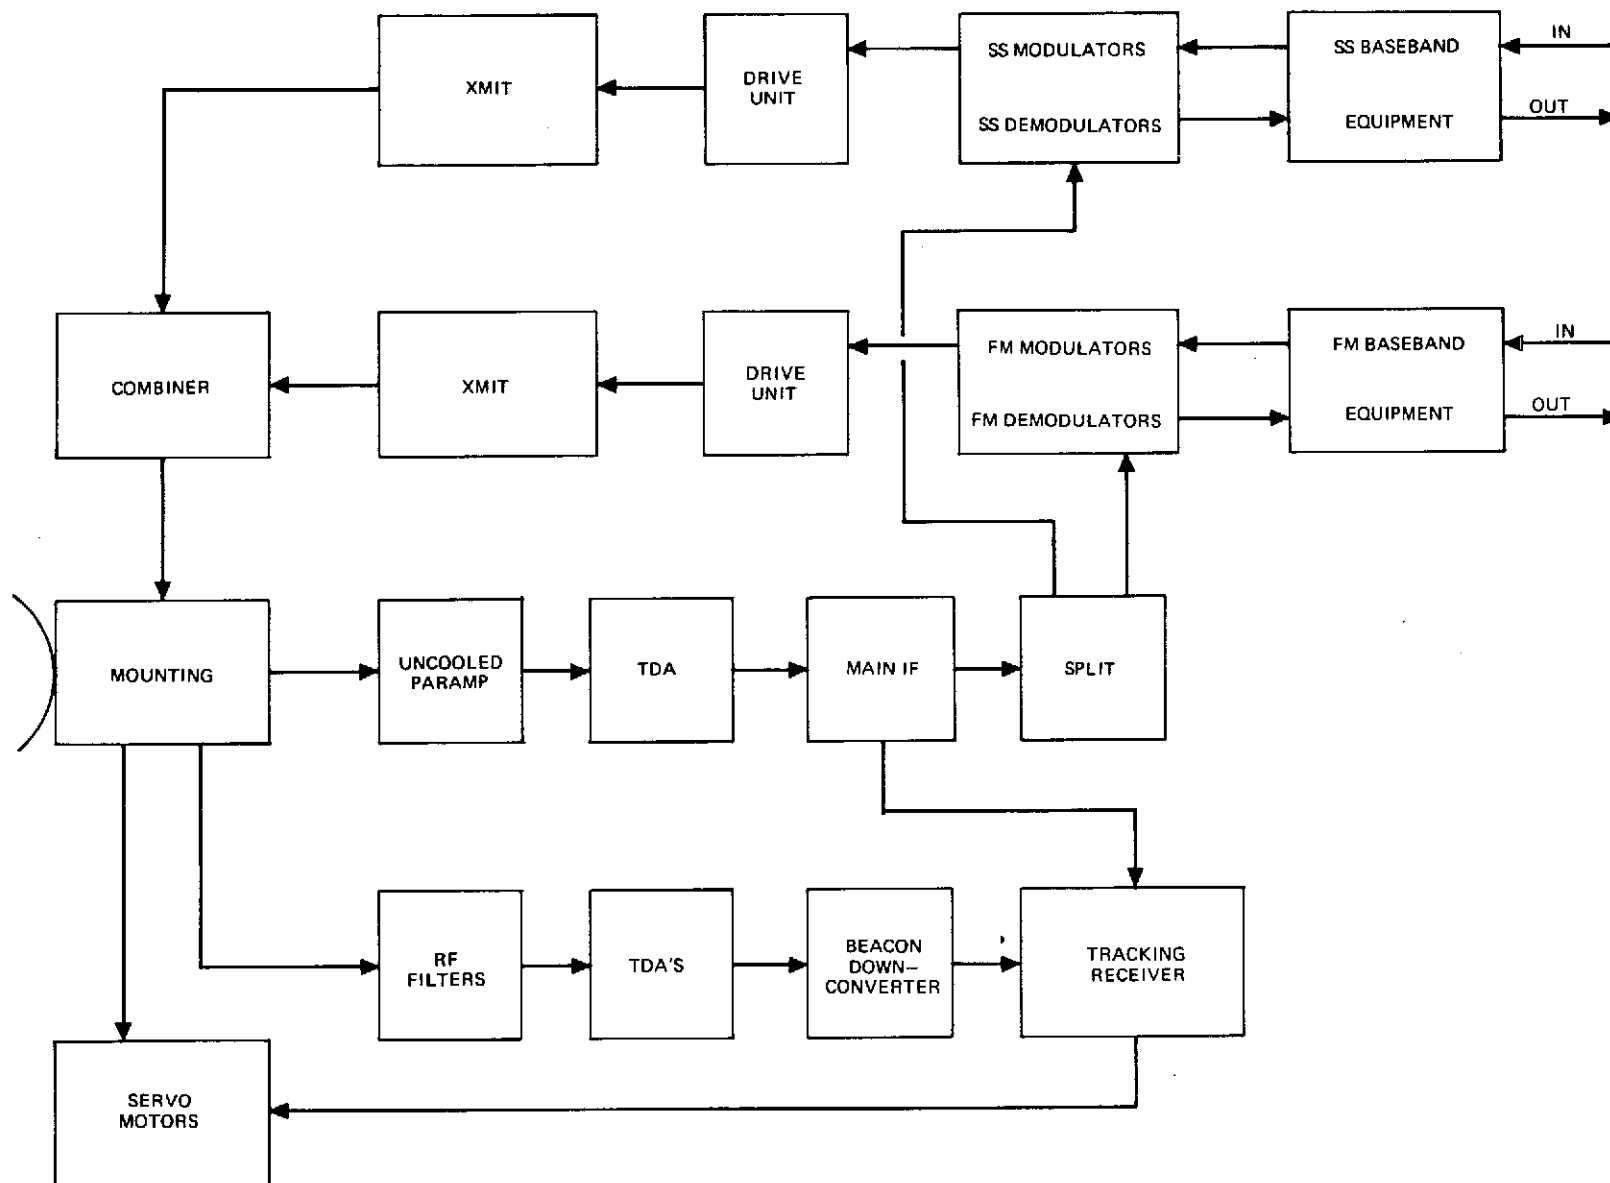 XMIT
DRIVE
UNIT
SS MODULATORS
SS DEMODULATORS
SS BASEBAND
EQUIPMENT
IN
OUT
COMBINER
XMIT
DRIVE
UNIT
FM MODULATORS
FM DEMODULATORS
FM BASEBAND
EQUIPMENT
IN
OUT
MOUNTING
UNCOOLED
PARAMP
TDA
MAIN IF
SPLIT
RF
FILTERS
TDA'S
BEACON
DOWN–
CONVERTER
TRACKING
RECEIVER
SERVO
MOTORS